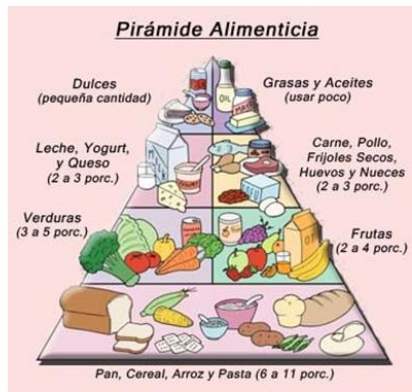 Pirámide Alimenticia
Dulces
(pequeña cantidad)
Grasas y Aceites
(usar poco)
OIL
Leche, Yogurt,
y Queso
(2 a 3 porc.)
Carne, Pollo,
Frijoles Secos,
Huevos y Nueces
(2 a 3 porc.)
Verduras
(3 a 5 porc.)
Frutas
(2 a 4 porc.)
Pan, Cereal, Arroz y Pasta (6 a 11 porc.)